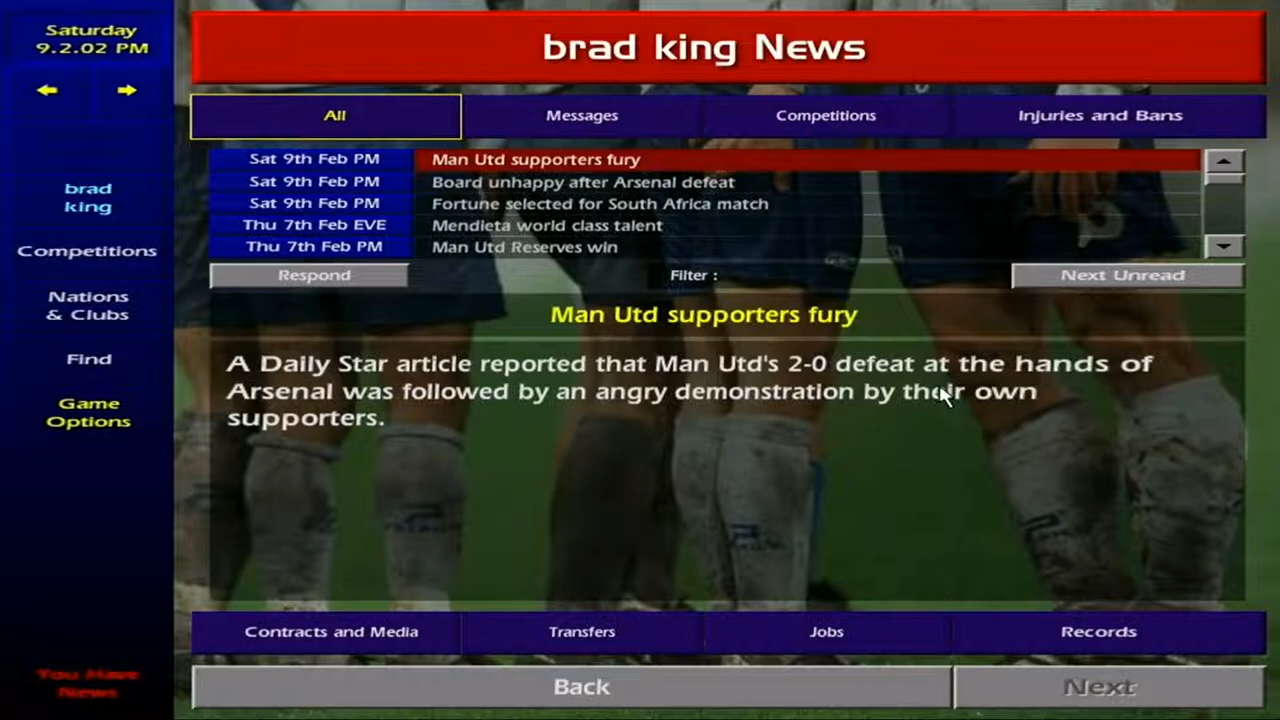 Saturday
9.2.02 PM
brad king News
All
Messages
Competitions
Injuries and Bans
Sat 9th Feb PM Man Utd supporters fury
Sat 9th Feb PM Board unhappy after Arsenal defeat
Sat 9th Feb PM Fortune selected for South Africa match
Thu 7th Feb EVE Mendieta world class talent
Thu 7th Feb PM Man Utd Reserves win
Respond
Filter :
Next Unread
Man Utd supporters fury
A Daily Star article reported that Man Utd's 2-0 defeat at the hands of
Arsenal was followed by an angry demonstration by their own
supporters.
brad
king
Competitions
Nations
& Clubs
Find
Game
Options
You Have
News
Contracts and Media
Transfers
Jobs
Records
Back
Next